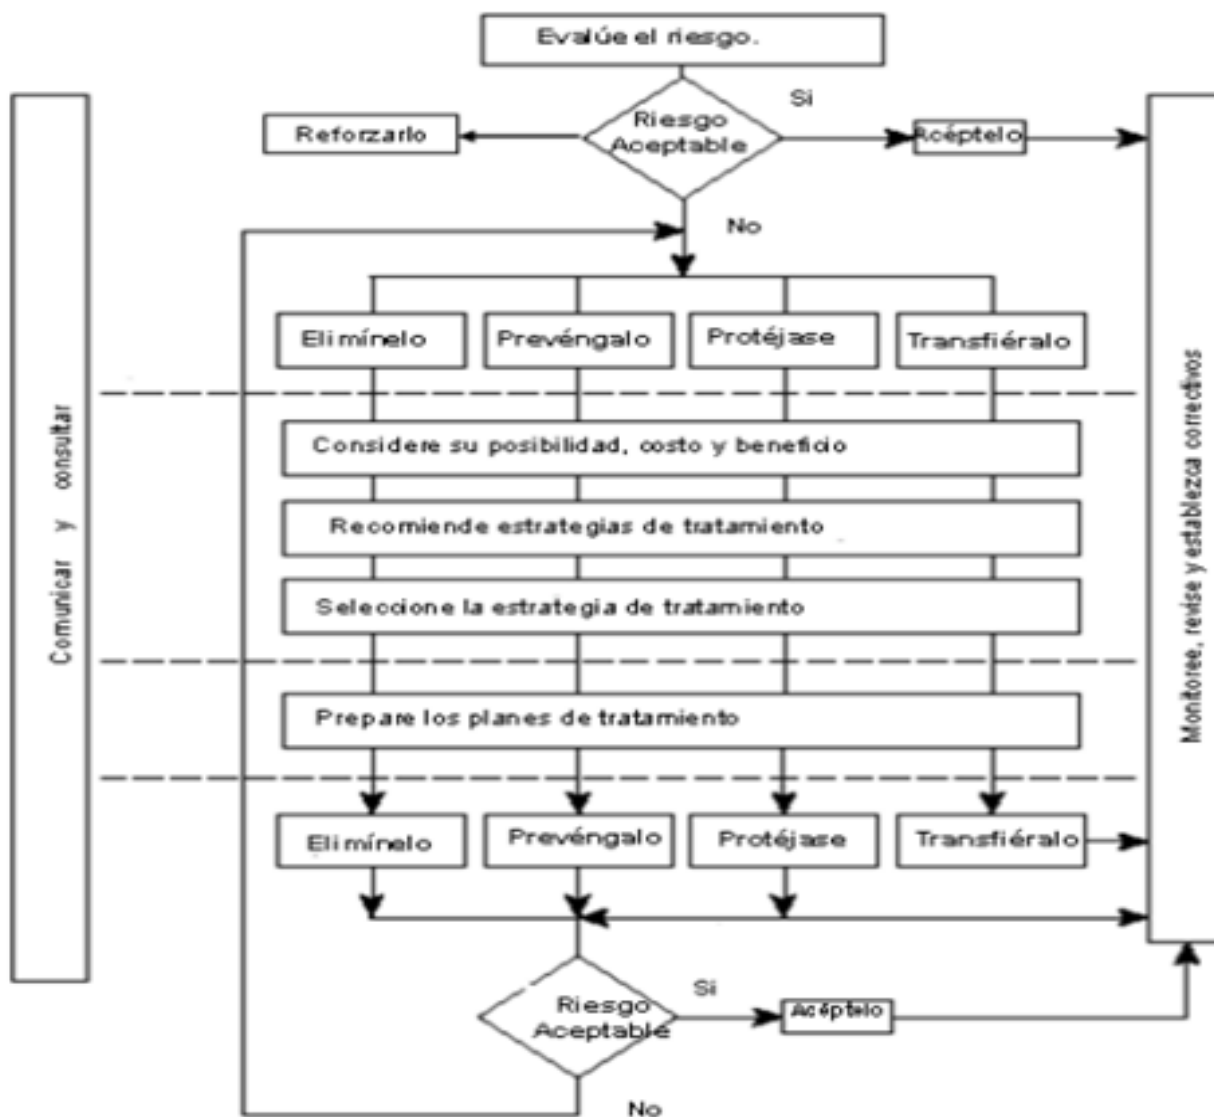 Evalúe el riesgo.
Si
Riesgo
Aceptable
Reforzarlo
Acéptelo
No
Elimínelo
Prevéngalo
Protéjase
Transfiéralo
Considere su posibilidad, costo y beneficio
Recomiende estrategias de tratamiento
Seleccione la estrategia de tratamiento
Prepare los planes de tratamiento
Elimínelo
Prevéngalo
Protéjase
Transfiéralo
Riesgo
Aceptable
Si
Acéptelo
No
Comunicar y consultar
Monitoree, revise y establezca correctivos